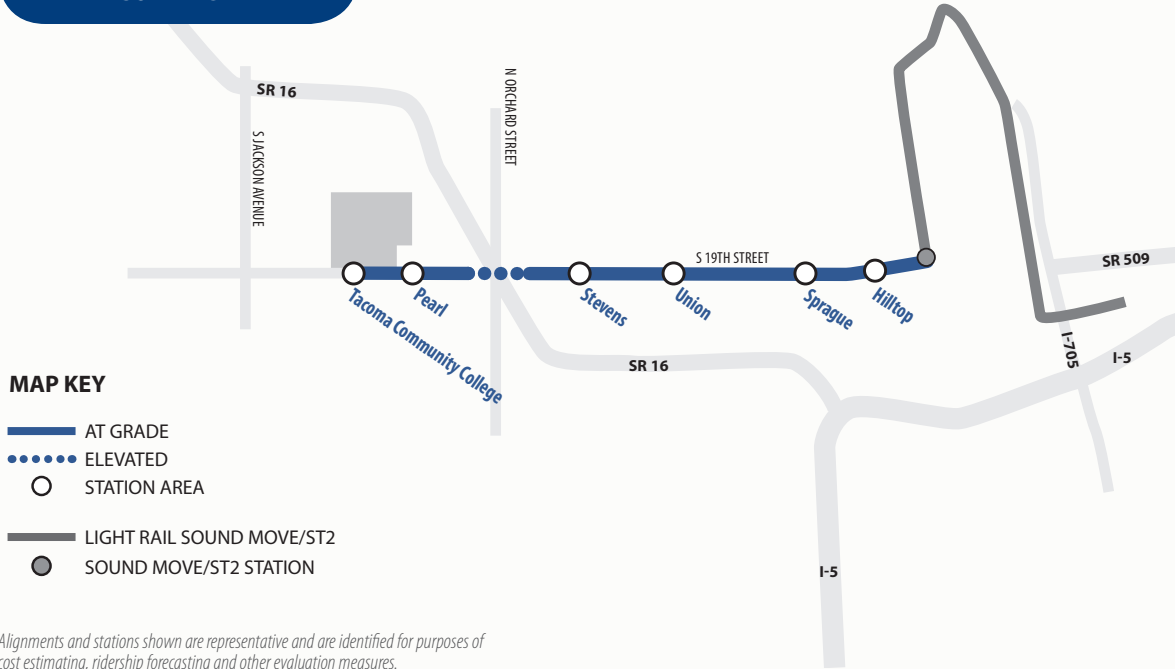 SR 16
N ORCHARD STREET
S JACKSON AVENUE
S 19TH STREET
SR 509
Tacoma Community College
Pearl
Stevens
Union
Sprague
Hilltop
SR 16
I-705
I-5
I-5
MAP KEY
AT GRADE
ELEVATED
STATION AREA
LIGHT RAIL SOUND MOVE/ST2
SOUND MOVE/ST2 STATION
Alignments and stations shown are representative and are identified for purposes of
cost estimating, ridership forecasting and other evaluation measures.